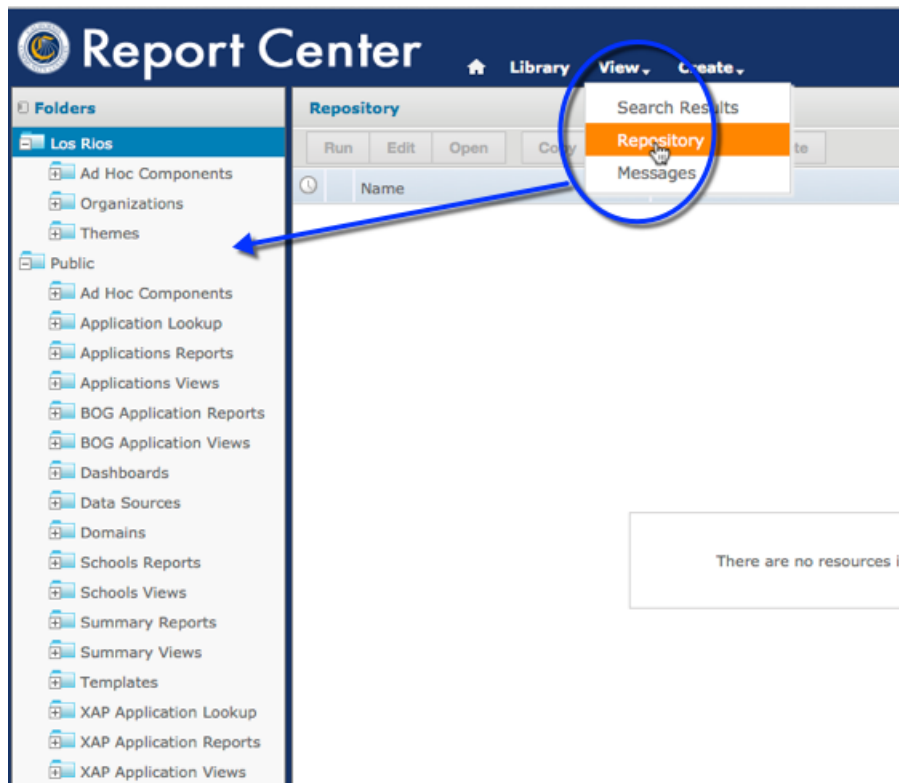 Report Center
Library View Create
Folders
Los Rios
Ad Hoc Components
Organizations
Themes
Public
Ad Hoc Components
Application Lookup
Applications Reports
Applications Views
BOG Application Reports
BOG Application Views
Dashboards
Data Sources
Domains
Schools Reports
Schools Views
Summary Reports
Summary Views
Templates
XAP Application Lookup
XAP Application Reports
XAP Application Views
Repository
Run Edit Open Copy te
Name
Search Results
Repository
Messages
There are no resources i